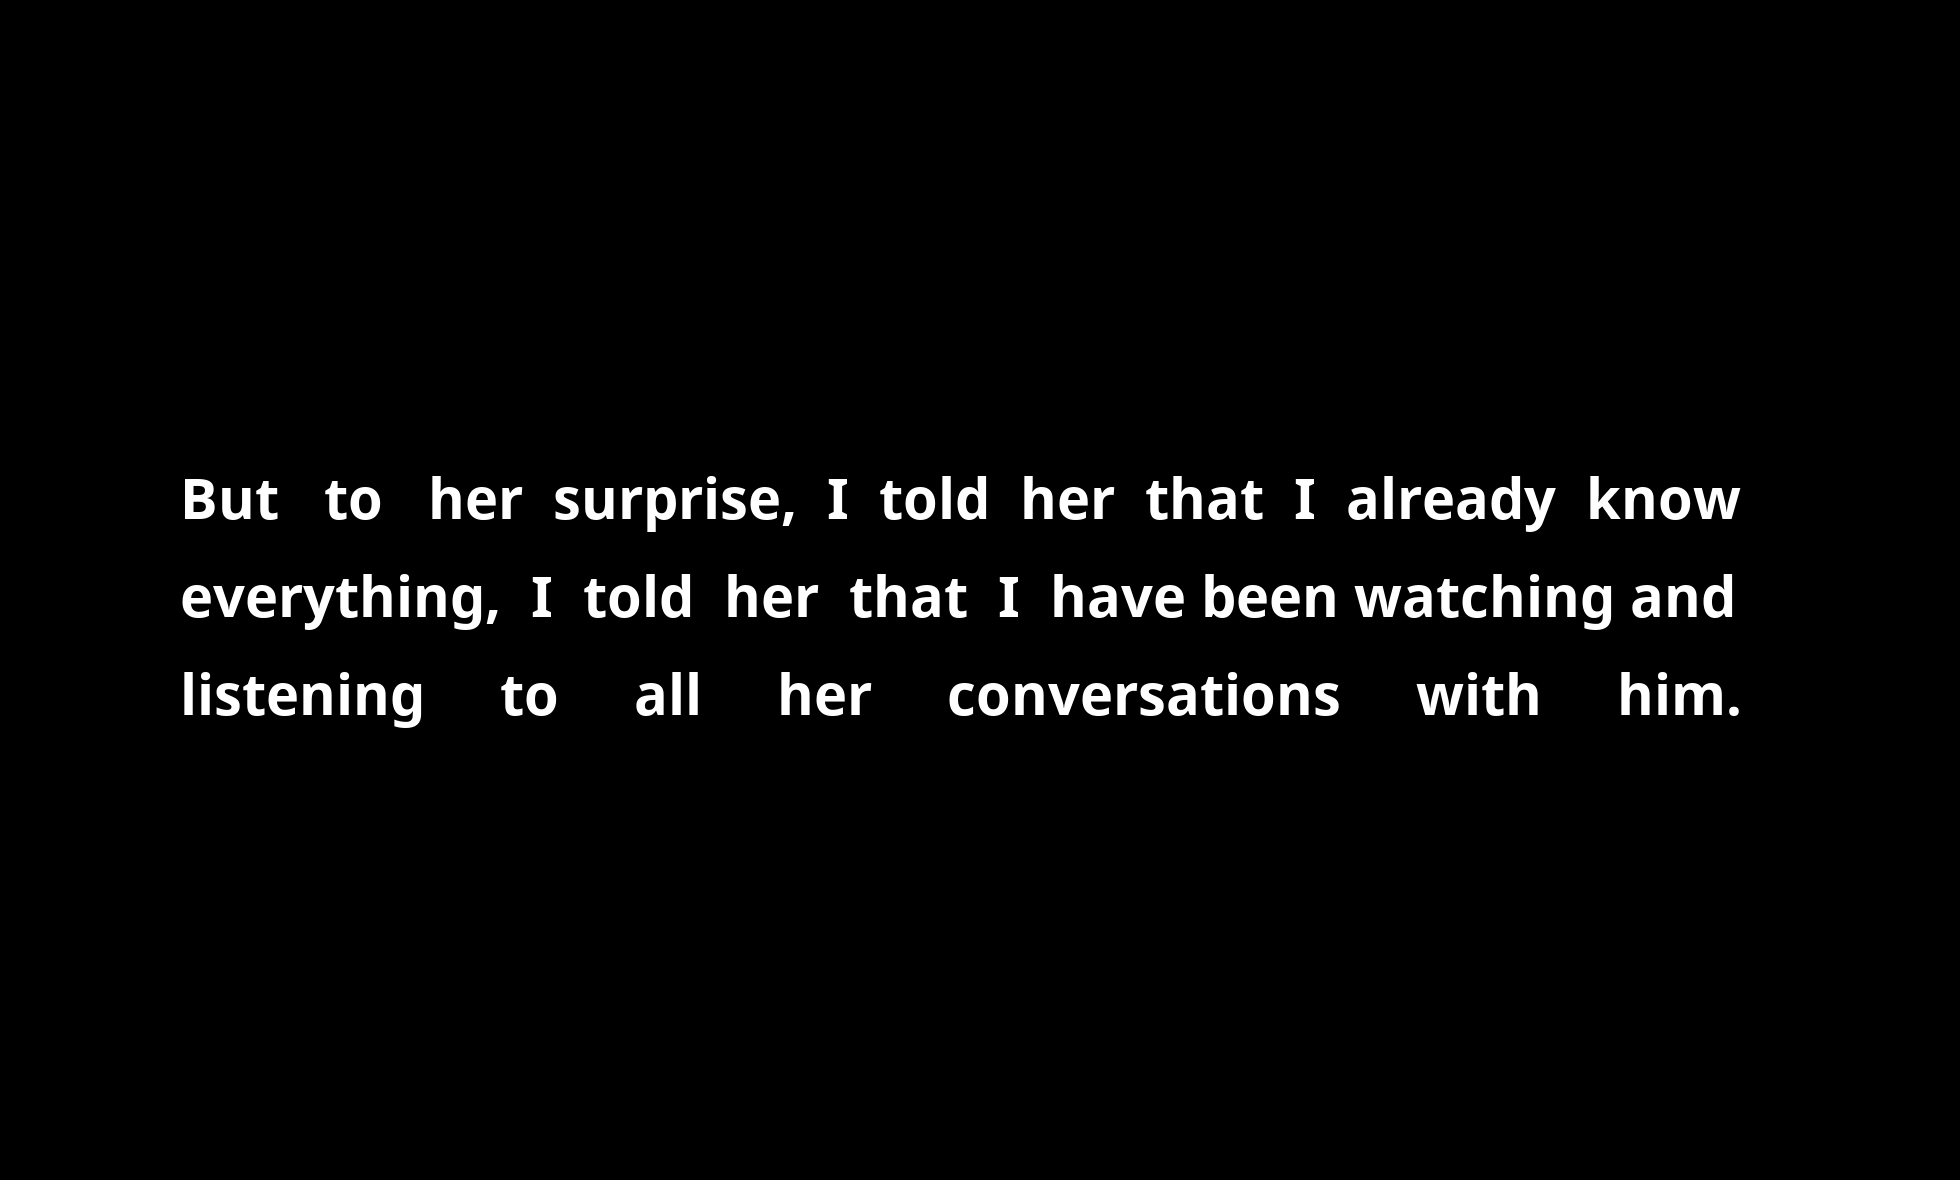 But to her surprise, I told her that I already know
everything, I told her that I have been watching and
listening to all her conversations with him.